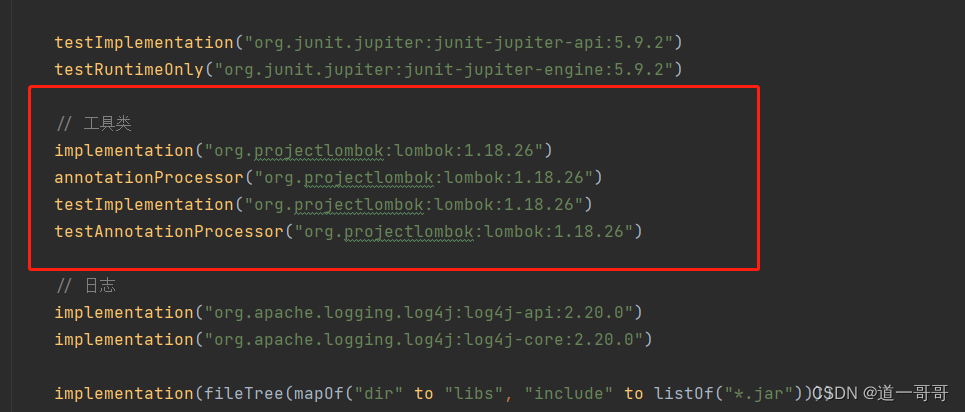 testImplementation("org.junit.jupiter:junit-jupiter-api:5.9.2")
testRuntimeOnly("org.junit.jupiter:junit-jupiter-engine:5.9.2")
// 工具类
implementation("org.projectlombok:lombok:1.18.26")
annotationProcessor("org.projectlombok:lombok:1.18.26")
testImplementation("org.projectlombok:lombok:1.18.26")
testAnnotationProcessor("org.projectlombok:lombok:1.18.26")
// 日志
implementation("org.apache.logging.log4j:log4j-api:2.20.0")
implementation("org.apache.logging.log4j:log4j-core:2.20.0")
implementation(fileTree(mapOf("dir" to "libs", "include" to listOf("*.jar"))))
CSDN @道一哥哥